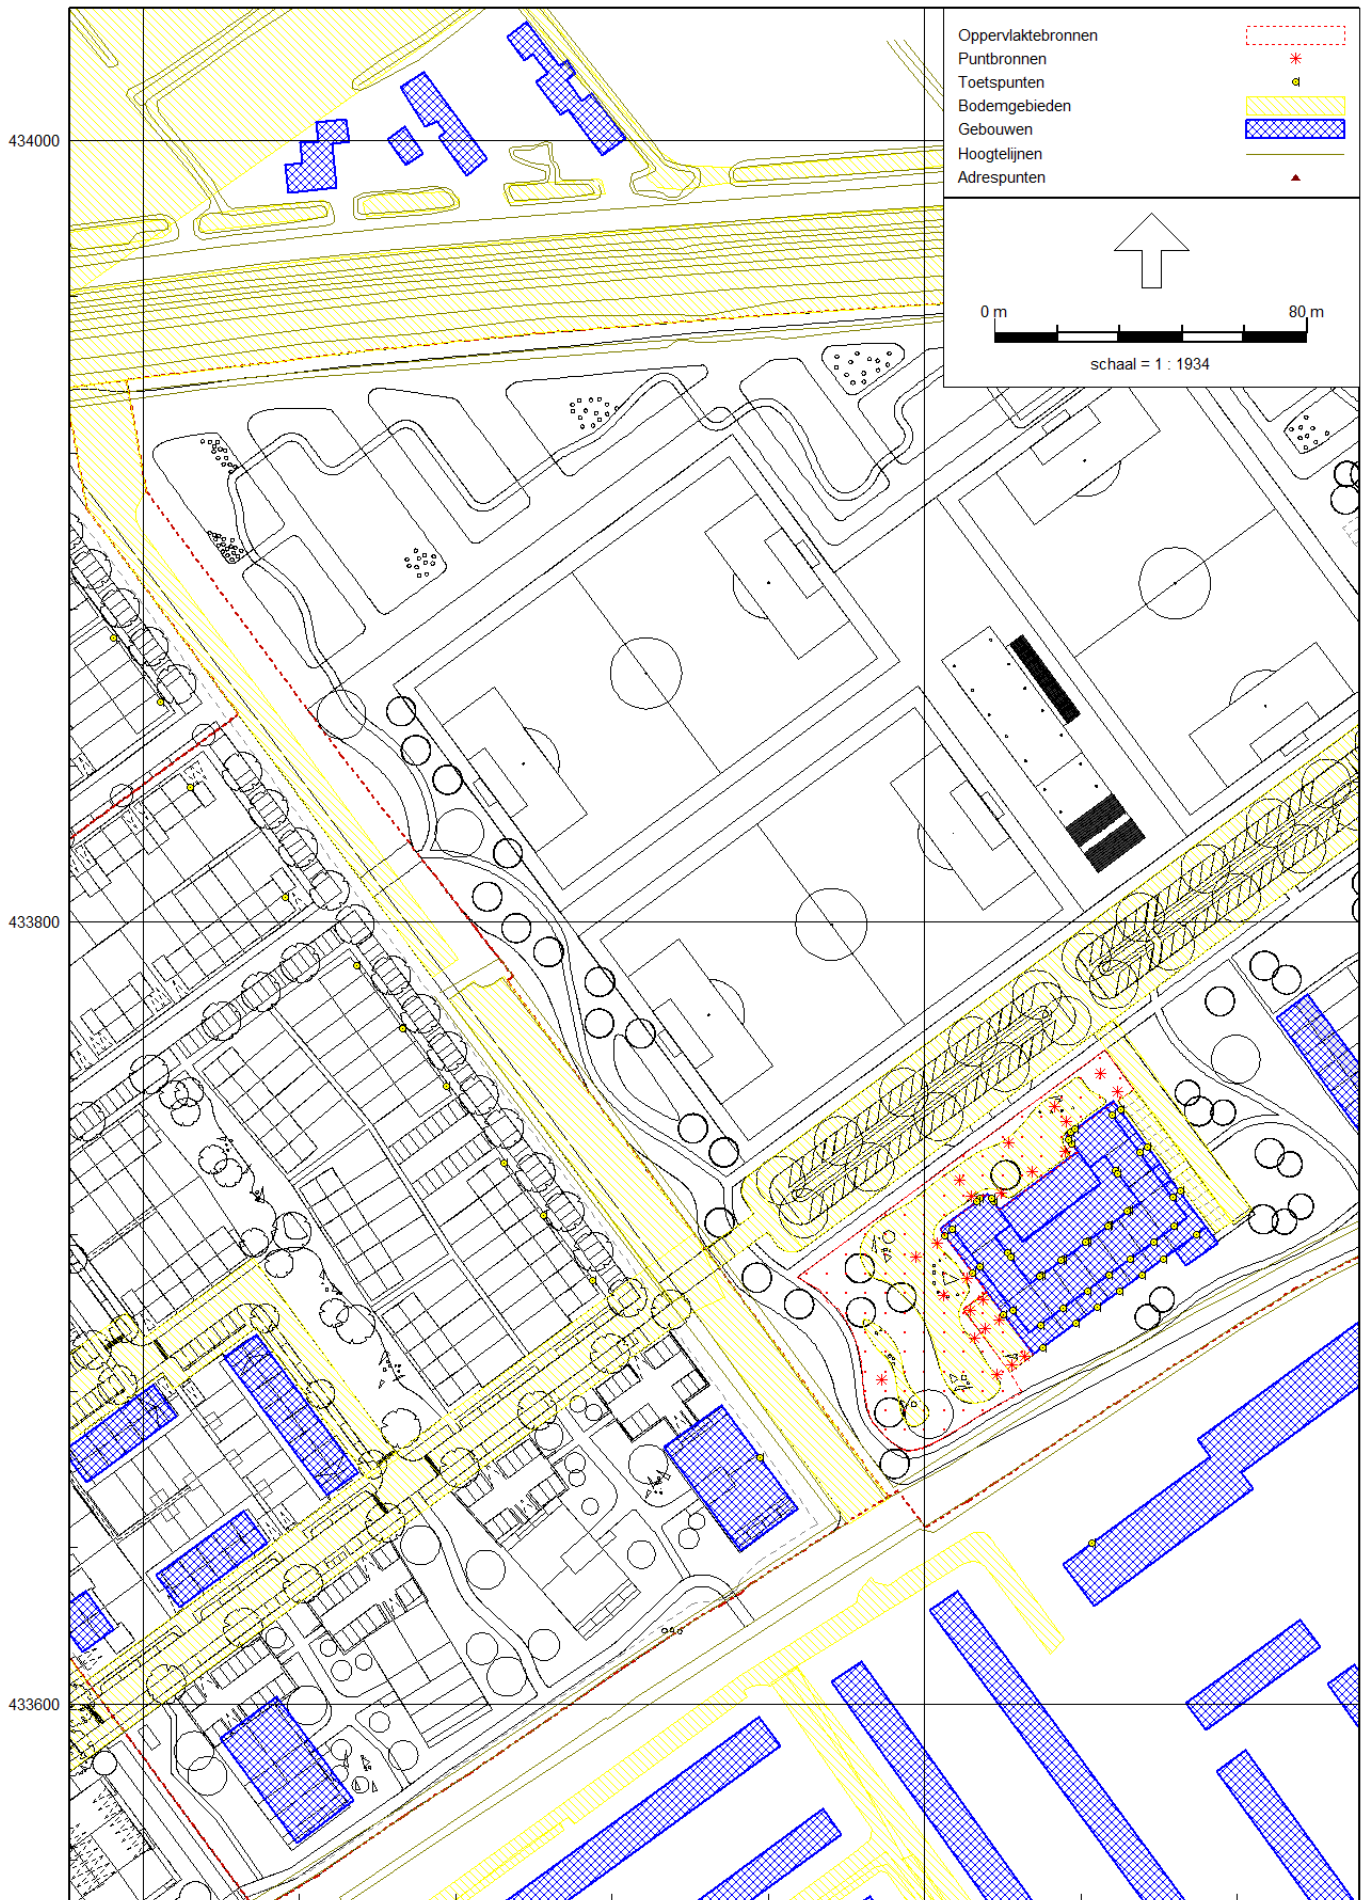 Oppervlaktebronnen
Puntbronnen
Toetspunten
Bodemgebieden
Gebouwen
Hoogtelijnen
Adrespunten
0 m 80 m
schaal = 1 : 1934
434000
433800
433600